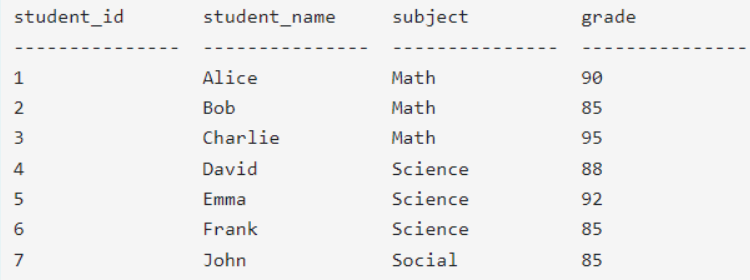 student_id student_name subject grade
--------------- --------------- --------------- ---------------
1 Alice Math 90
2 Bob Math 85
3 Charlie Math 95
4 David Science 88
5 Emma Science 92
6 Frank Science 85
7 John Social 85